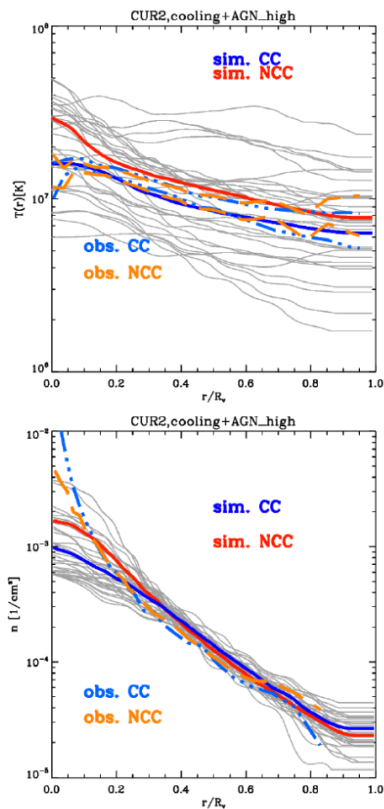 CUR2,cooling+AGN_high
10⁸
sim. CC
sim. NCC
T(r)[K]
10⁷
obs. CC
obs. NCC
10⁶
0.0 0.2 0.4 0.6 0.8 1.0
r/Rᵥ
CUR2,cooling+AGN_high
10⁻²
sim. CC
sim. NCC
10⁻³
n [1/cm³]
10⁻⁴
obs. CC
obs. NCC
10⁻⁵
0.0 0.2 0.4 0.6 0.8 1.0
r/Rᵥ